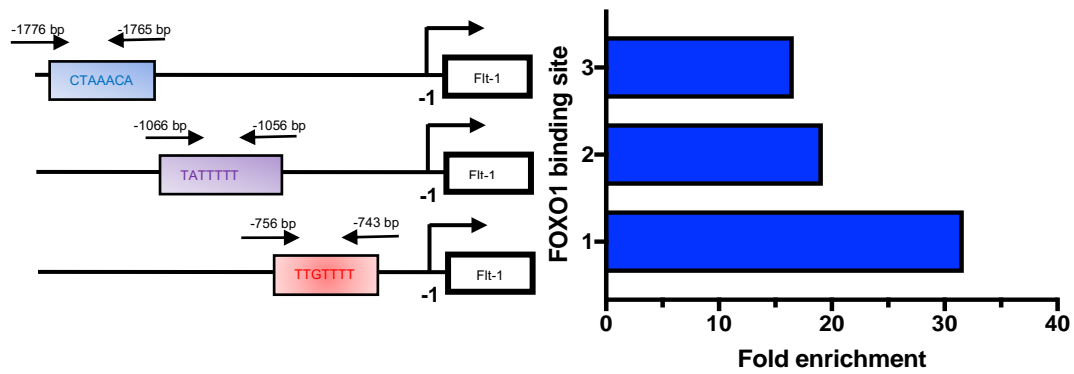 -1776 bp
-1765 bp
CTAAACA
Flt-1
-1
-1066 bp
-1056 bp
TATTTTT
Flt-1
-1
-756 bp
-743 bp
TTGTTTT
Flt-1
-1
FOXO1 binding site
3
2
1
0
10
20
30
40
Fold enrichment